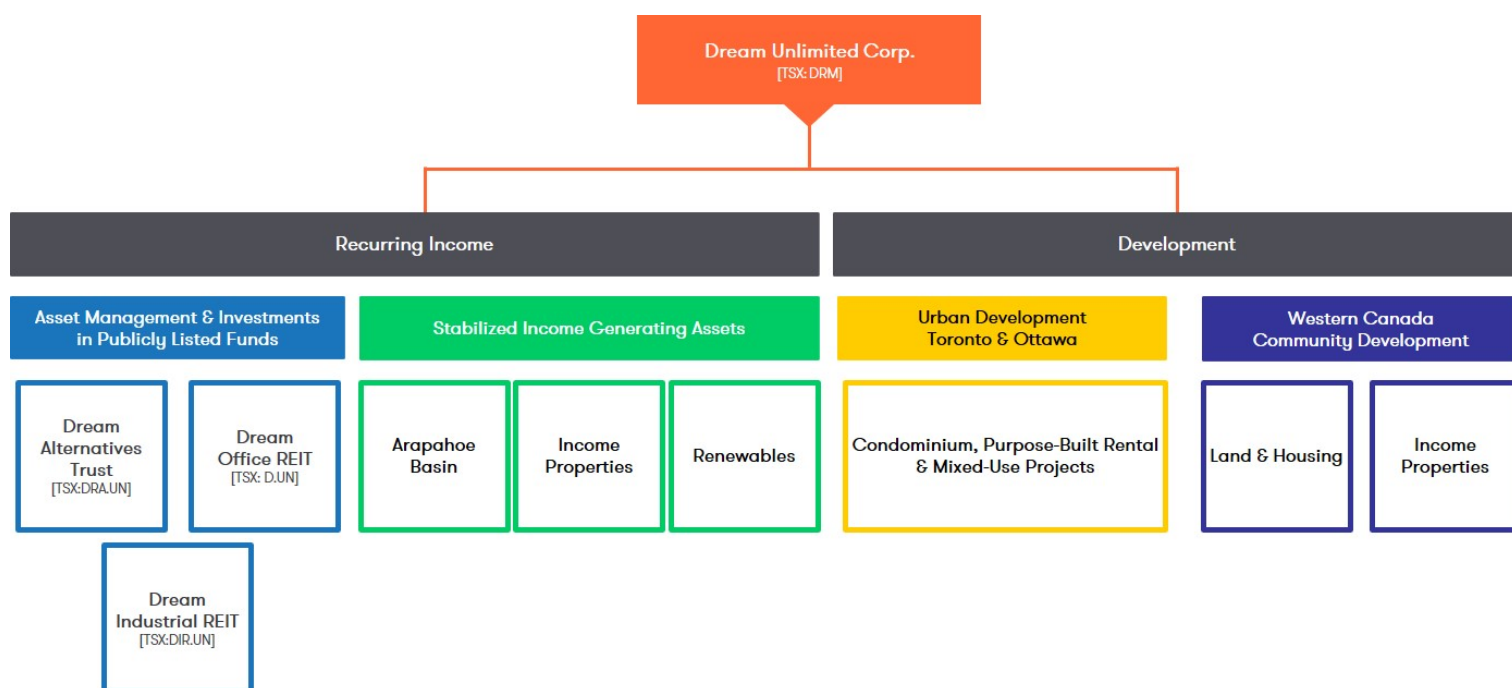 Dream Unlimited Corp.
[TSX: DRM]
Recurring Income
Development
Asset Management & Investments
in Publicly Listed Funds
Stabilized Income Generating Assets
Urban Development
Toronto & Ottawa
Western Canada
Community Development
Dream
Alternatives
Trust
[TSX:DRA.UN]
Dream
Office REIT
[TSX: D.UN]
Arapahoe
Basin
Income
Properties
Renewables
Condominium, Purpose-Built Rental
& Mixed-Use Projects
Land & Housing
Income
Properties
Dream
Industrial REIT
[TSX:DIR.UN]